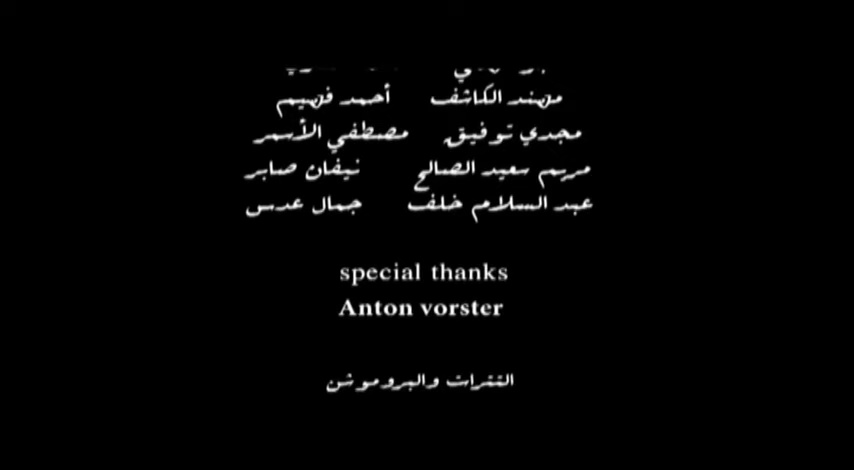 مهند الكاشف أحمد فهيم
مجدي توفيق مصطفي الأسمر
مريم سعيد الصالح نيفان صابر
عبد السلام خلف جمال عدس
special thanks
Anton vorster
التترات والبروموشن